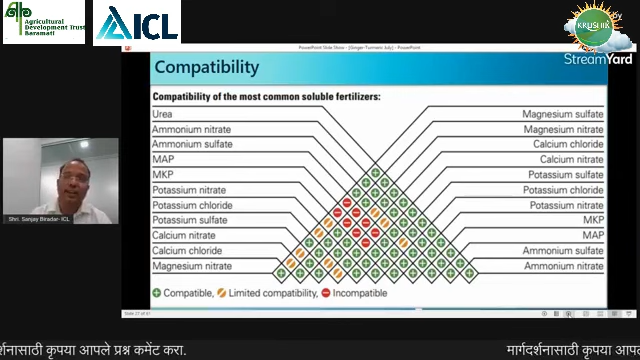 Agricultural
Development Trust
Baramati
ICL
KRUSHIK
StreamYard
PowerPoint Slide Show - [Ginger-Turmeric July] - PowerPoint
Compatibility
Compatibility of the most common soluble fertilizers:
Urea
Ammonium nitrate
Ammonium sulfate
MAP
MKP
Potassium nitrate
Potassium chloride
Potassium sulfate
Calcium nitrate
Calcium chloride
Magnesium nitrate
Magnesium sulfate
Magnesium nitrate
Calcium chloride
Calcium nitrate
Potassium sulfate
Potassium chloride
Potassium nitrate
MKP
MAP
Ammonium sulfate
Ammonium nitrate
Compatible, Limited compatibility, Incompatible
Shri. Sanjay Biradar- ICL
र्शनासाठी कृपया आपले प्रश्न कमेंट करा.
मार्गदर्शनासाठी कृपया आपल